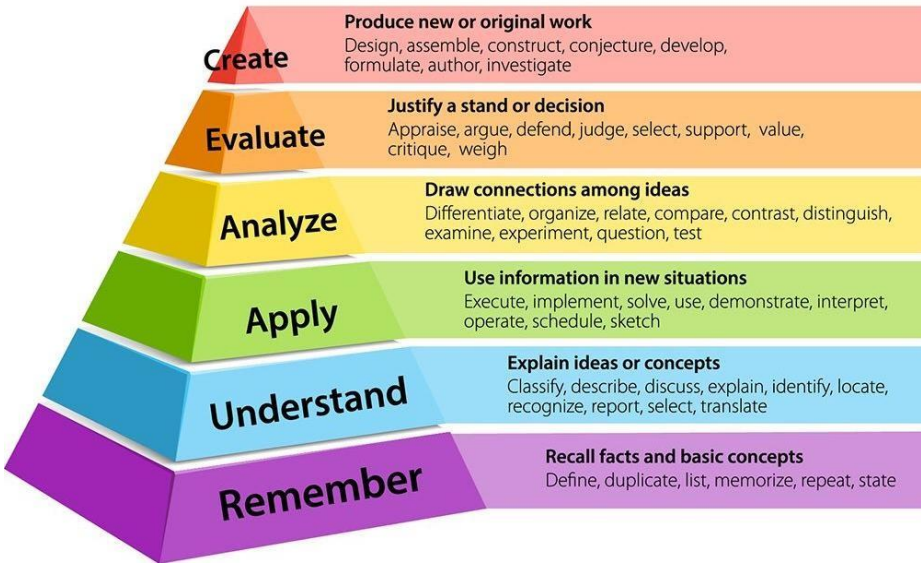 Create
Produce new or original work
Design, assemble, construct, conjecture, develop,
formulate, author, investigate
Evaluate
Justify a stand or decision
Appraise, argue, defend, judge, select, support, value,
critique, weigh
Analyze
Draw connections among ideas
Differentiate, organize, relate, compare, contrast, distinguish,
examine, experiment, question, test
Apply
Use information in new situations
Execute, implement, solve, use, demonstrate, interpret,
operate, schedule, sketch
Understand
Explain ideas or concepts
Classify, describe, discuss, explain, identify, locate,
recognize, report, select, translate
Remember
Recall facts and basic concepts
Define, duplicate, list, memorize, repeat, state